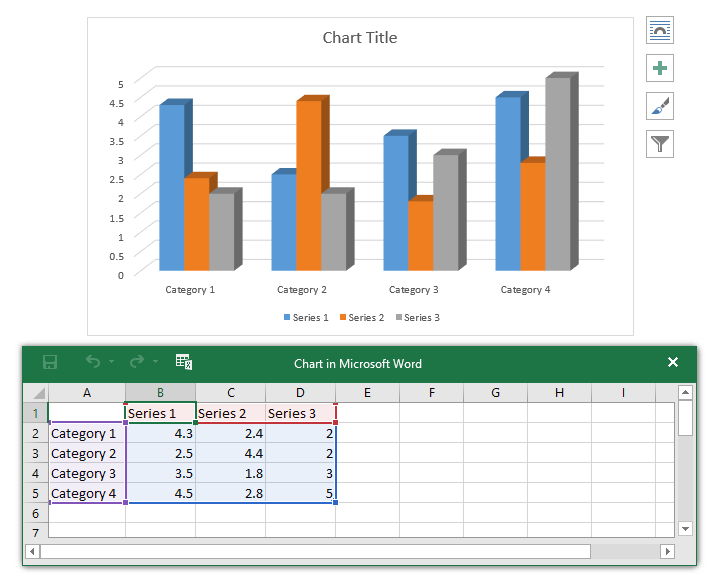 Chart Title
5
4.5
4
3.5
3
2.5
2
1.5
1
0.5
0
Category 1 Category 2 Category 3 Category 4
Series 1 Series 2 Series 3
Chart in Microsoft Word
A B C D E F G H I
1 Series 1 Series 2 Series 3
2 Category 1 4.3 2.4 2
3 Category 2 2.5 4.4 2
4 Category 3 3.5 1.8 3
5 Category 4 4.5 2.8 5
6
7